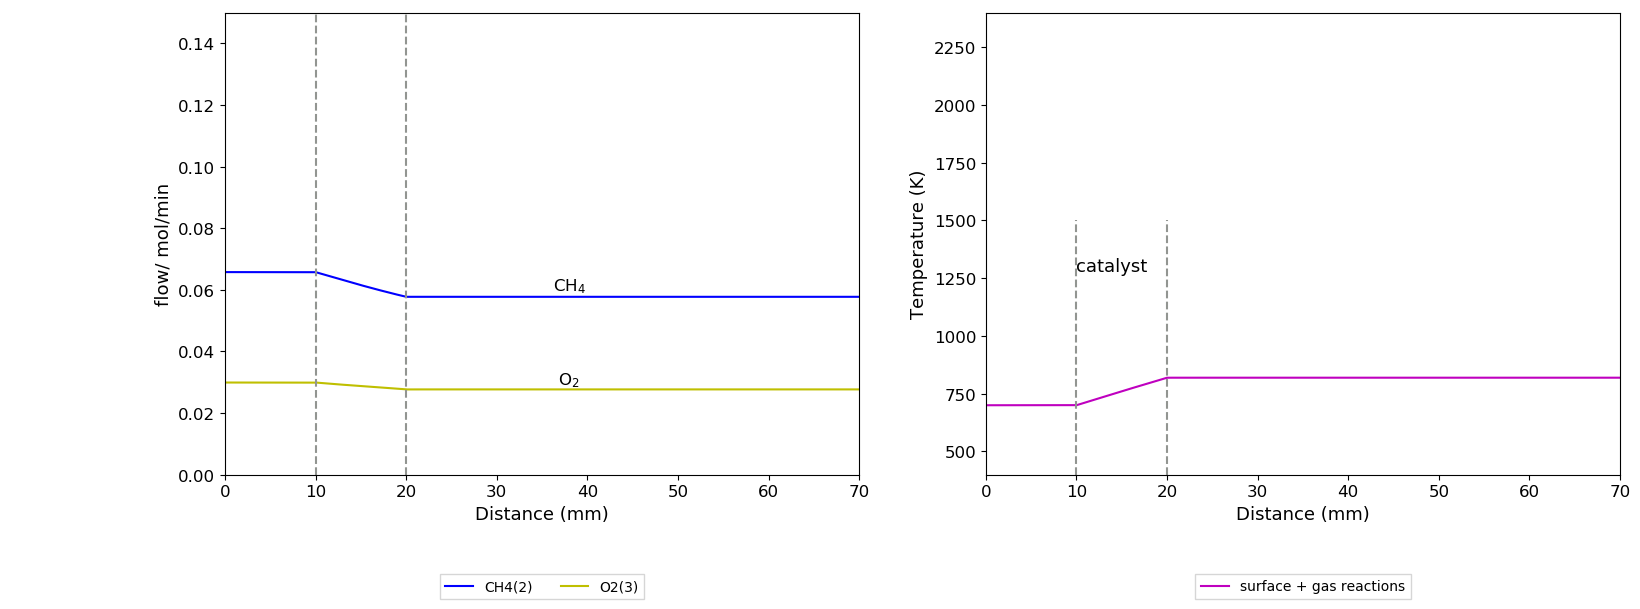 flow/ mol/min
0.14
0.12
0.10
0.08
0.06
0.04
0.02
0.00
CH₄
O₂
0 10 20 30 40 50 60 70
Distance (mm)
CH4(2) O2(3)
Temperature (K)
2250
2000
1750
1500
1250
1000
750
500
catalyst
0 10 20 30 40 50 60 70
Distance (mm)
surface + gas reactions